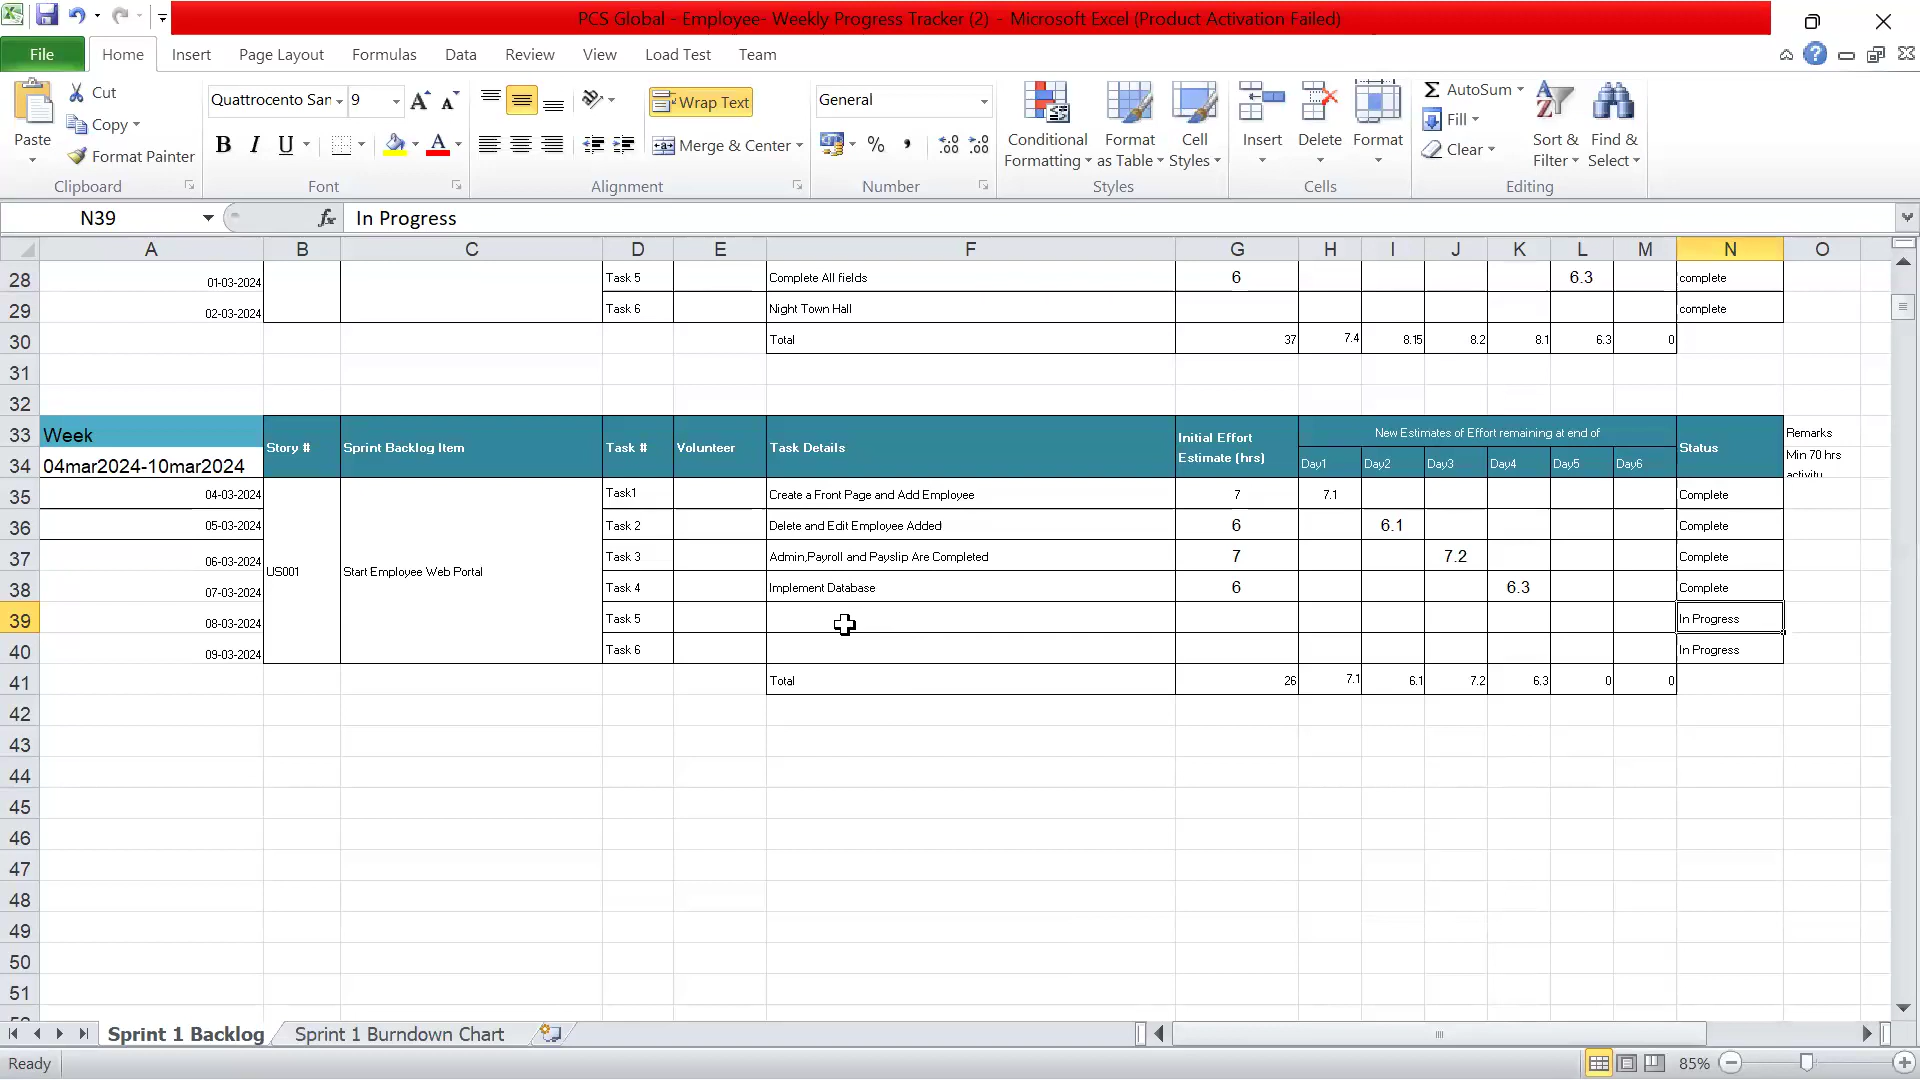 PCS Global - Employee- Weekly Progress Tracker (2) - Microsoft Excel (Product Activation Failed)
File Home Insert Page Layout Formulas Data Review View Load Test Team
Paste
Cut
Copy
Format Painter
Clipboard
Quattrocento San 9
B I U
Font
Wrap Text
Merge & Center
Alignment
General
Number
Conditional Formatting
Format as Table
Cell Styles
Styles
Insert
Delete
Format
Cells
AutoSum
Fill
Clear
Sort & Filter
Find & Select
Editing
N39 fx In Progress
A B C D E F G H I J K L M N O
28 01-03-2024 Task 5 Complete All fields 6 6.3 complete
29 02-03-2024 Task 6 Night Town Hall complete
30 Total 37 7.4 8.15 8.2 8.1 6.3 0
31
32
33 Week Story # Sprint Backlog Item Task # Volunteer Task Details Initial Effort Estimate (hrs) New Estimates of Effort remaining at end of Status Remarks
34 04mar2024-10mar2024 Day1 Day2 Day3 Day4 Day5 Day6 Min 70 hrs activity
35 04-03-2024 Task1 Create a Front Page and Add Employee 7 7.1 Complete
36 05-03-2024 Task 2 Delete and Edit Employee Added 6 6.1 Complete
37 06-03-2024 US001 Start Employee Web Portal Task 3 Admin,Payroll and Payslip Are Completed 7 7.2 Complete
38 07-03-2024 Task 4 Implement Database 6 6.3 Complete
39 08-03-2024 Task 5 In Progress
40 09-03-2024 Task 6 In Progress
41 Total 26 7.1 6.1 7.2 6.3 0 0
42
43
44
45
46
47
48
49
50
51
Sprint 1 Backlog Sprint 1 Burndown Chart
Ready 85%